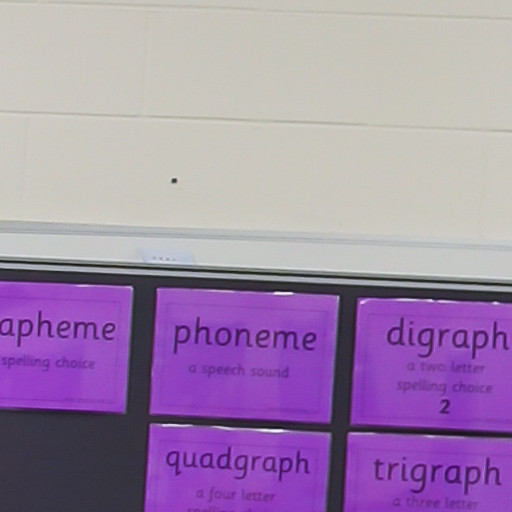 apheme
spelling choice
phoneme
a speech sound
digraph
a two letter
spelling choice
2
quadgraph
a four letter
trigraph
a three letter